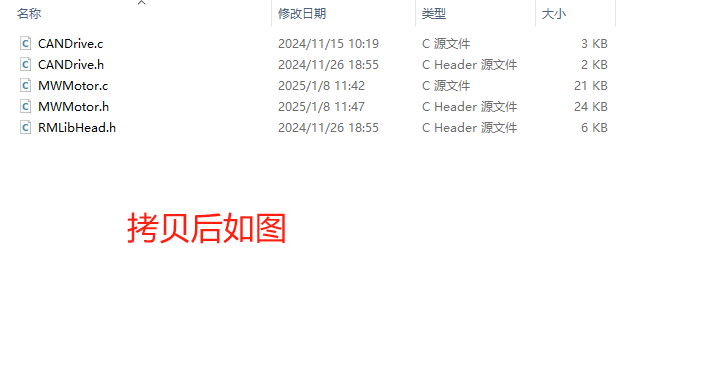 名称 修改日期 类型 大小
CANDrive.c 2024/11/15 10:19 C 源文件 3 KB
CANDrive.h 2024/11/26 18:55 C Header 源文件 2 KB
MWMotor.c 2025/1/8 11:42 C 源文件 21 KB
MWMotor.h 2025/1/8 11:47 C Header 源文件 24 KB
RMLibHead.h 2024/11/26 18:55 C Header 源文件 6 KB
拷贝后如图